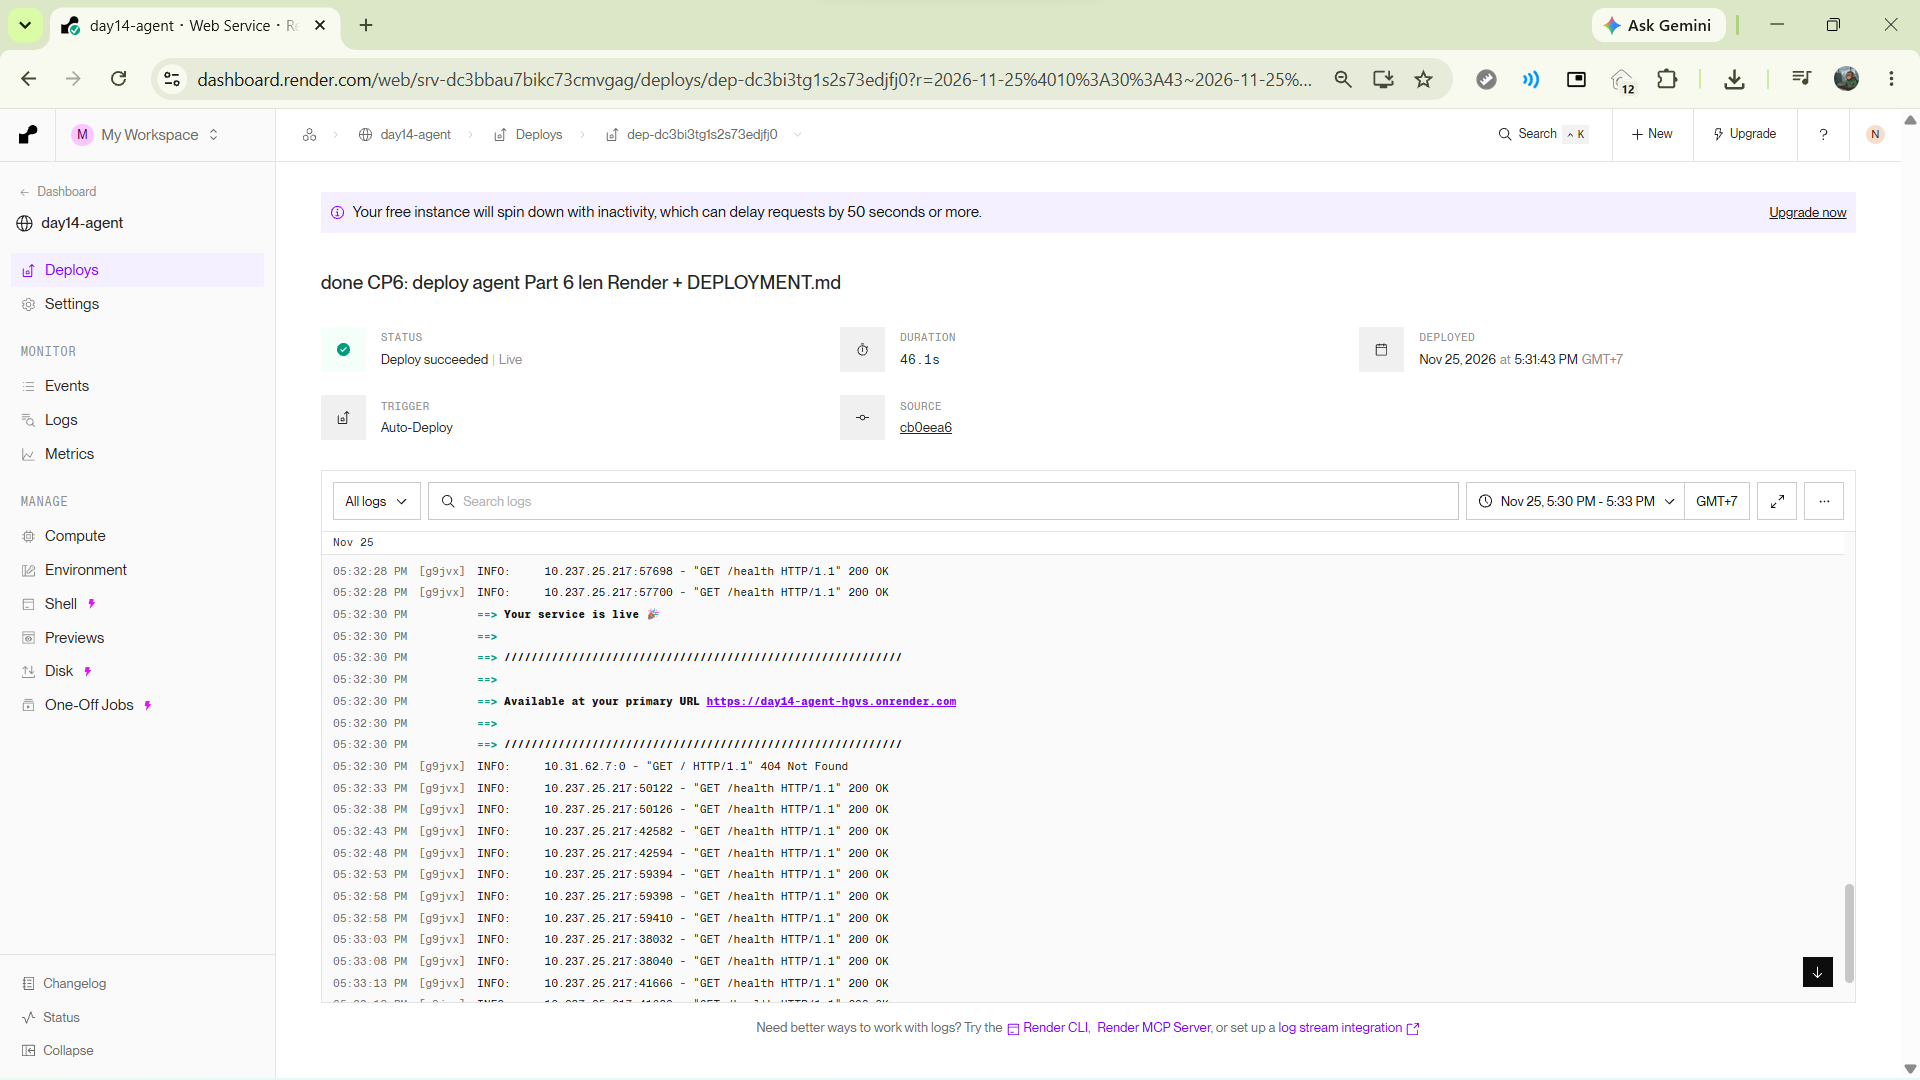 day14-agent · Web Service · Re
Ask Gemini
dashboard.render.com/web/srv-dc3bbau7bikc73cmvgag/deploys/dep-dc3bi3tg1s2s73edjfj0?r=2026-11-25%4010%3A30%3A43~2026-11-25%...
12
M My Workspace
day14-agent
Deploys
dep-dc3bi3tg1s2s73edjfj0
Search ^ K
+ New
Upgrade
?
N
← Dashboard
day14-agent
Deploys
Settings
MONITOR
Events
Logs
Metrics
MANAGE
Compute
Environment
Shell
Previews
Disk
One-Off Jobs
Changelog
Status
Collapse
Your free instance will spin down with inactivity, which can delay requests by 50 seconds or more.
Upgrade now
done CP6: deploy agent Part 6 len Render + DEPLOYMENT.md
STATUS
Deploy succeeded | Live
DURATION
46.1s
DEPLOYED
Nov 25, 2026 at 5:31:43 PM GMT+7
TRIGGER
Auto-Deploy
SOURCE
cb0eea6
All logs
Search logs
Nov 25, 5:30 PM - 5:33 PM
GMT+7
Nov 25
05:32:28 PM [g9jvx] INFO: 10.237.25.217:57698 - "GET /health HTTP/1.1" 200 OK
05:32:28 PM [g9jvx] INFO: 10.237.25.217:57700 - "GET /health HTTP/1.1" 200 OK
05:32:30 PM ==> Your service is live 🎉
05:32:30 PM ==>
05:32:30 PM ==> ///////////////////////////////////////////////////////////
05:32:30 PM ==>
05:32:30 PM ==> Available at your primary URL https://day14-agent-hgvs.onrender.com
05:32:30 PM ==>
05:32:30 PM ==> ///////////////////////////////////////////////////////////
05:32:30 PM [g9jvx] INFO: 10.31.62.7:0 - "GET / HTTP/1.1" 404 Not Found
05:32:33 PM [g9jvx] INFO: 10.237.25.217:50122 - "GET /health HTTP/1.1" 200 OK
05:32:38 PM [g9jvx] INFO: 10.237.25.217:50126 - "GET /health HTTP/1.1" 200 OK
05:32:43 PM [g9jvx] INFO: 10.237.25.217:42582 - "GET /health HTTP/1.1" 200 OK
05:32:48 PM [g9jvx] INFO: 10.237.25.217:42594 - "GET /health HTTP/1.1" 200 OK
05:32:53 PM [g9jvx] INFO: 10.237.25.217:59394 - "GET /health HTTP/1.1" 200 OK
05:32:58 PM [g9jvx] INFO: 10.237.25.217:59398 - "GET /health HTTP/1.1" 200 OK
05:32:58 PM [g9jvx] INFO: 10.237.25.217:59410 - "GET /health HTTP/1.1" 200 OK
05:33:03 PM [g9jvx] INFO: 10.237.25.217:38032 - "GET /health HTTP/1.1" 200 OK
05:33:08 PM [g9jvx] INFO: 10.237.25.217:38040 - "GET /health HTTP/1.1" 200 OK
05:33:13 PM [g9jvx] INFO: 10.237.25.217:41666 - "GET /health HTTP/1.1" 200 OK
Need better ways to work with logs? Try the Render CLI, Render MCP Server, or set up a log stream integration